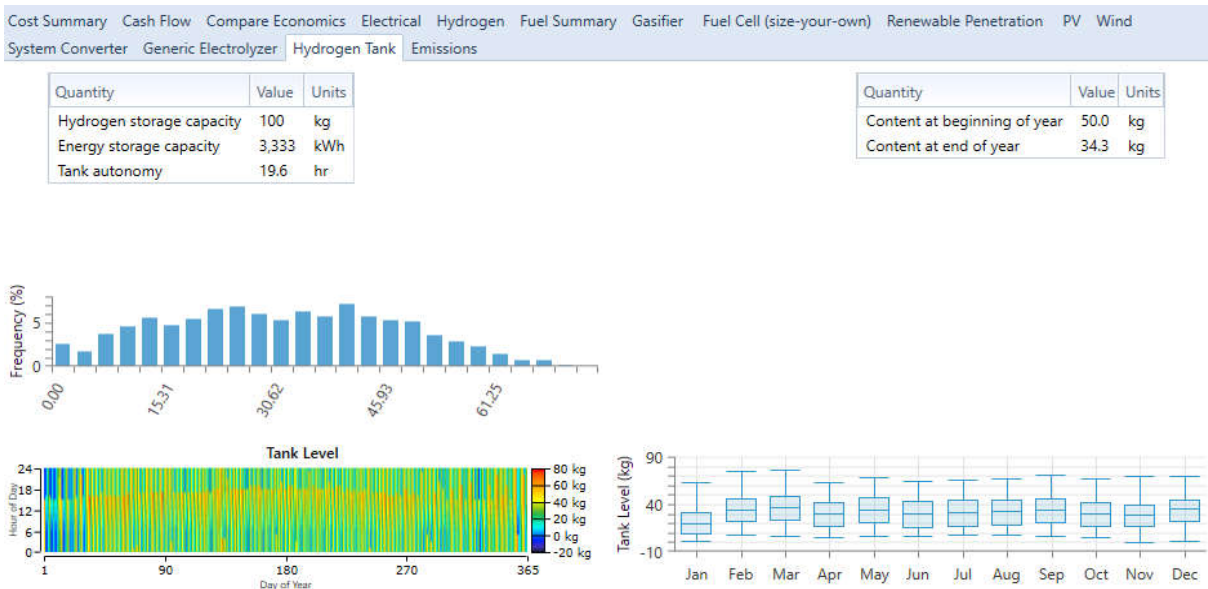 Cost Summary Cash Flow Compare Economics Electrical Hydrogen Fuel Summary Gasifier Fuel Cell (size-your-own) Renewable Penetration PV Wind
System Converter Generic Electrolyzer Hydrogen Tank Emissions
Quantity Value Units
Hydrogen storage capacity 100 kg
Energy storage capacity 3,333 kWh
Tank autonomy 19.6 hr
Quantity Value Units
Content at beginning of year 50.0 kg
Content at end of year 34.3 kg
Frequency (%)
5
0
0.00 15.31 30.62 45.93 61.25
Tank Level
Hour of Day
24
18
12
6
0
1 90 180 270 365
Day of Year
80 kg
60 kg
40 kg
20 kg
0 kg
-20 kg
Tank Level (kg)
90
40
-10
Jan Feb Mar Apr May Jun Jul Aug Sep Oct Nov Dec